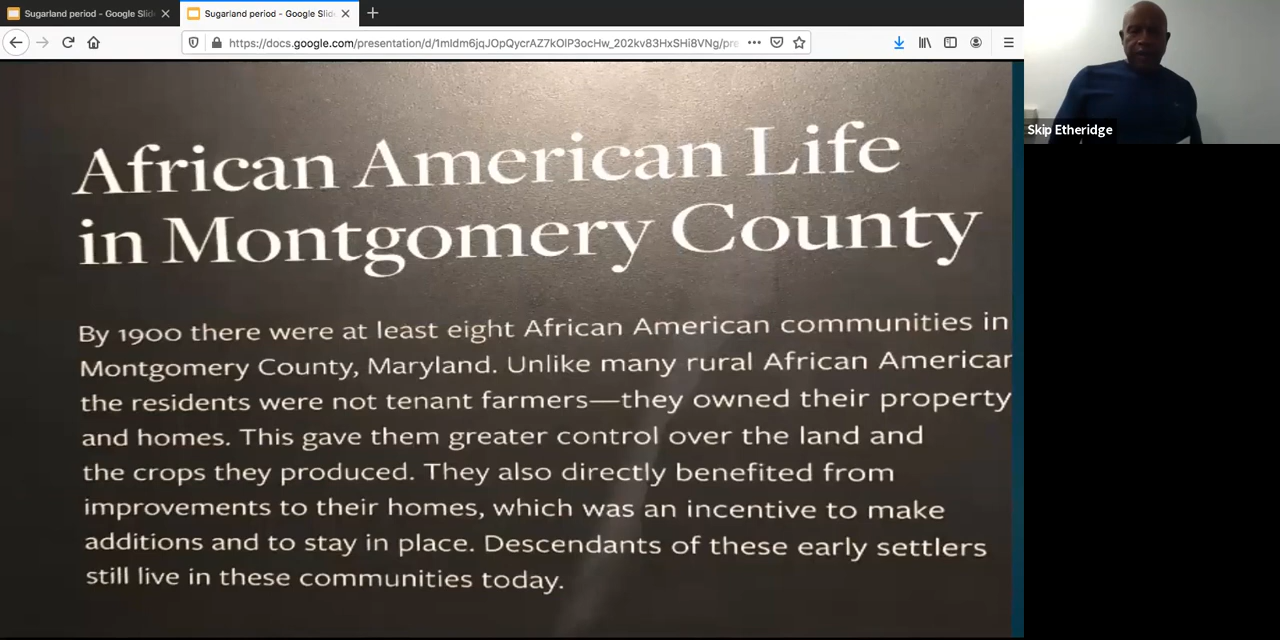 Sugarland period - Google Slid
Sugarland period - Google Slid
https://docs.google.com/presentation/d/1mIdm6jqJOpQycrAZ7kOIP3ocHw_202kv83HxSHi8VNg/pre
Skip Etheridge
African American Life
in Montgomery County
By 1900 there were at least eight African American communities in
Montgomery County, Maryland. Unlike many rural African American
the residents were not tenant farmers—they owned their property
and homes. This gave them greater control over the land and
the crops they produced. They also directly benefited from
improvements to their homes, which was an incentive to make
additions and to stay in place. Descendants of these early settlers
still live in these communities today.